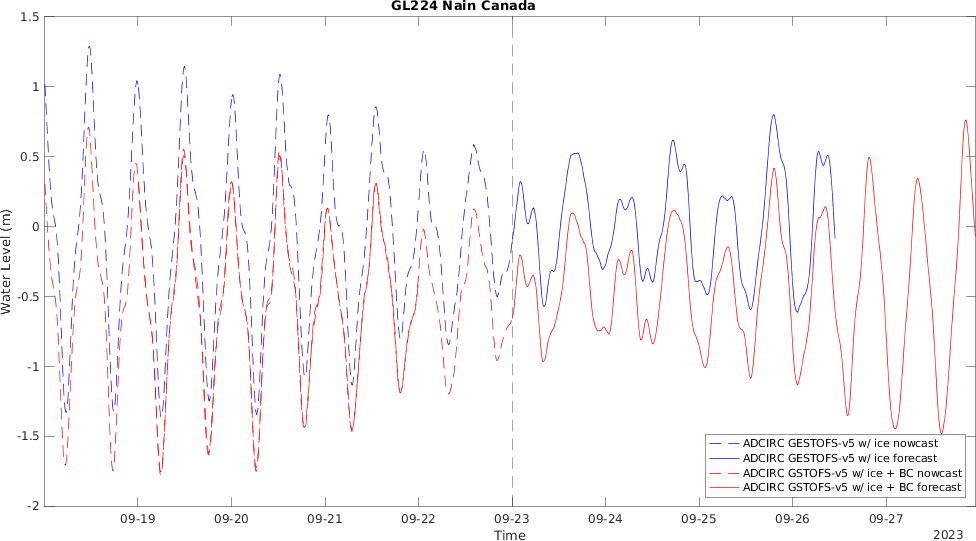 GL224 Nain Canada
1.5
1
0.5
0
-0.5
-1
-1.5
-2
Water Level (m)
ADCIRC GESTOFS-v5 w/ ice nowcast
ADCIRC GESTOFS-v5 w/ ice forecast
ADCIRC GSTOFS-v5 w/ ice + BC nowcast
ADCIRC GSTOFS-v5 w/ ice + BC forecast
09-19 09-20 09-21 09-22 09-23 09-24 09-25 09-26 09-27
Time
2023